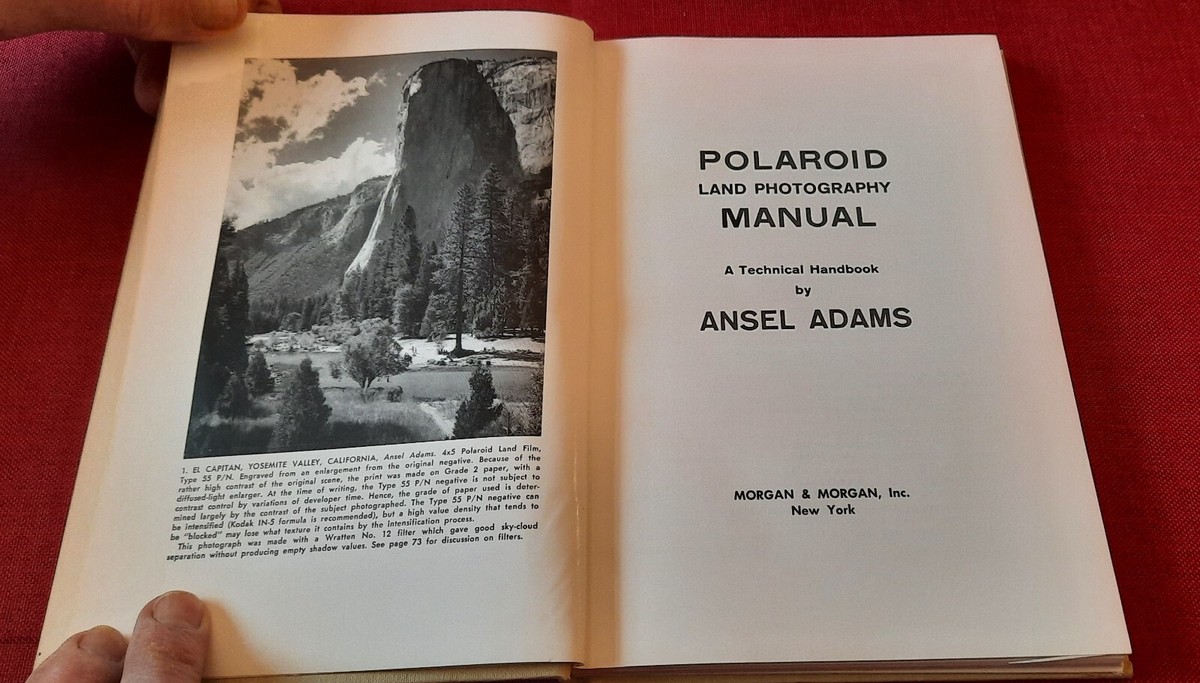 1. EL CAPITAN, YOSEMITE VALLEY, CALIFORNIA, Ansel Adams. 4x5 Polaroid Land Film,
Type 55 P/N. Engraved from an enlargement from the original negative. Because of the
rather high contrast of the original scene, the print was made on Grade 2 paper, with a
diffused-light enlarger. At the time of writing, the Type 55 P/N negative is not subject to
contrast control by variations of developer time. Hence, the grade of paper used is deter-
mined largely by the contrast of the subject photographed. The Type 55 P/N negative can
be intensified (Kodak IN-5 formula is recommended), but a high value density that tends to
be "blocked" may lose what texture it contains by the intensification process.
This photograph was made with a Wratten No. 12 filter which gave good sky-cloud
separation without producing empty shadow values. See page 73 for discussion on filters.
POLAROID
LAND PHOTOGRAPHY
MANUAL
A Technical Handbook
by
ANSEL ADAMS
MORGAN & MORGAN, Inc.
New York